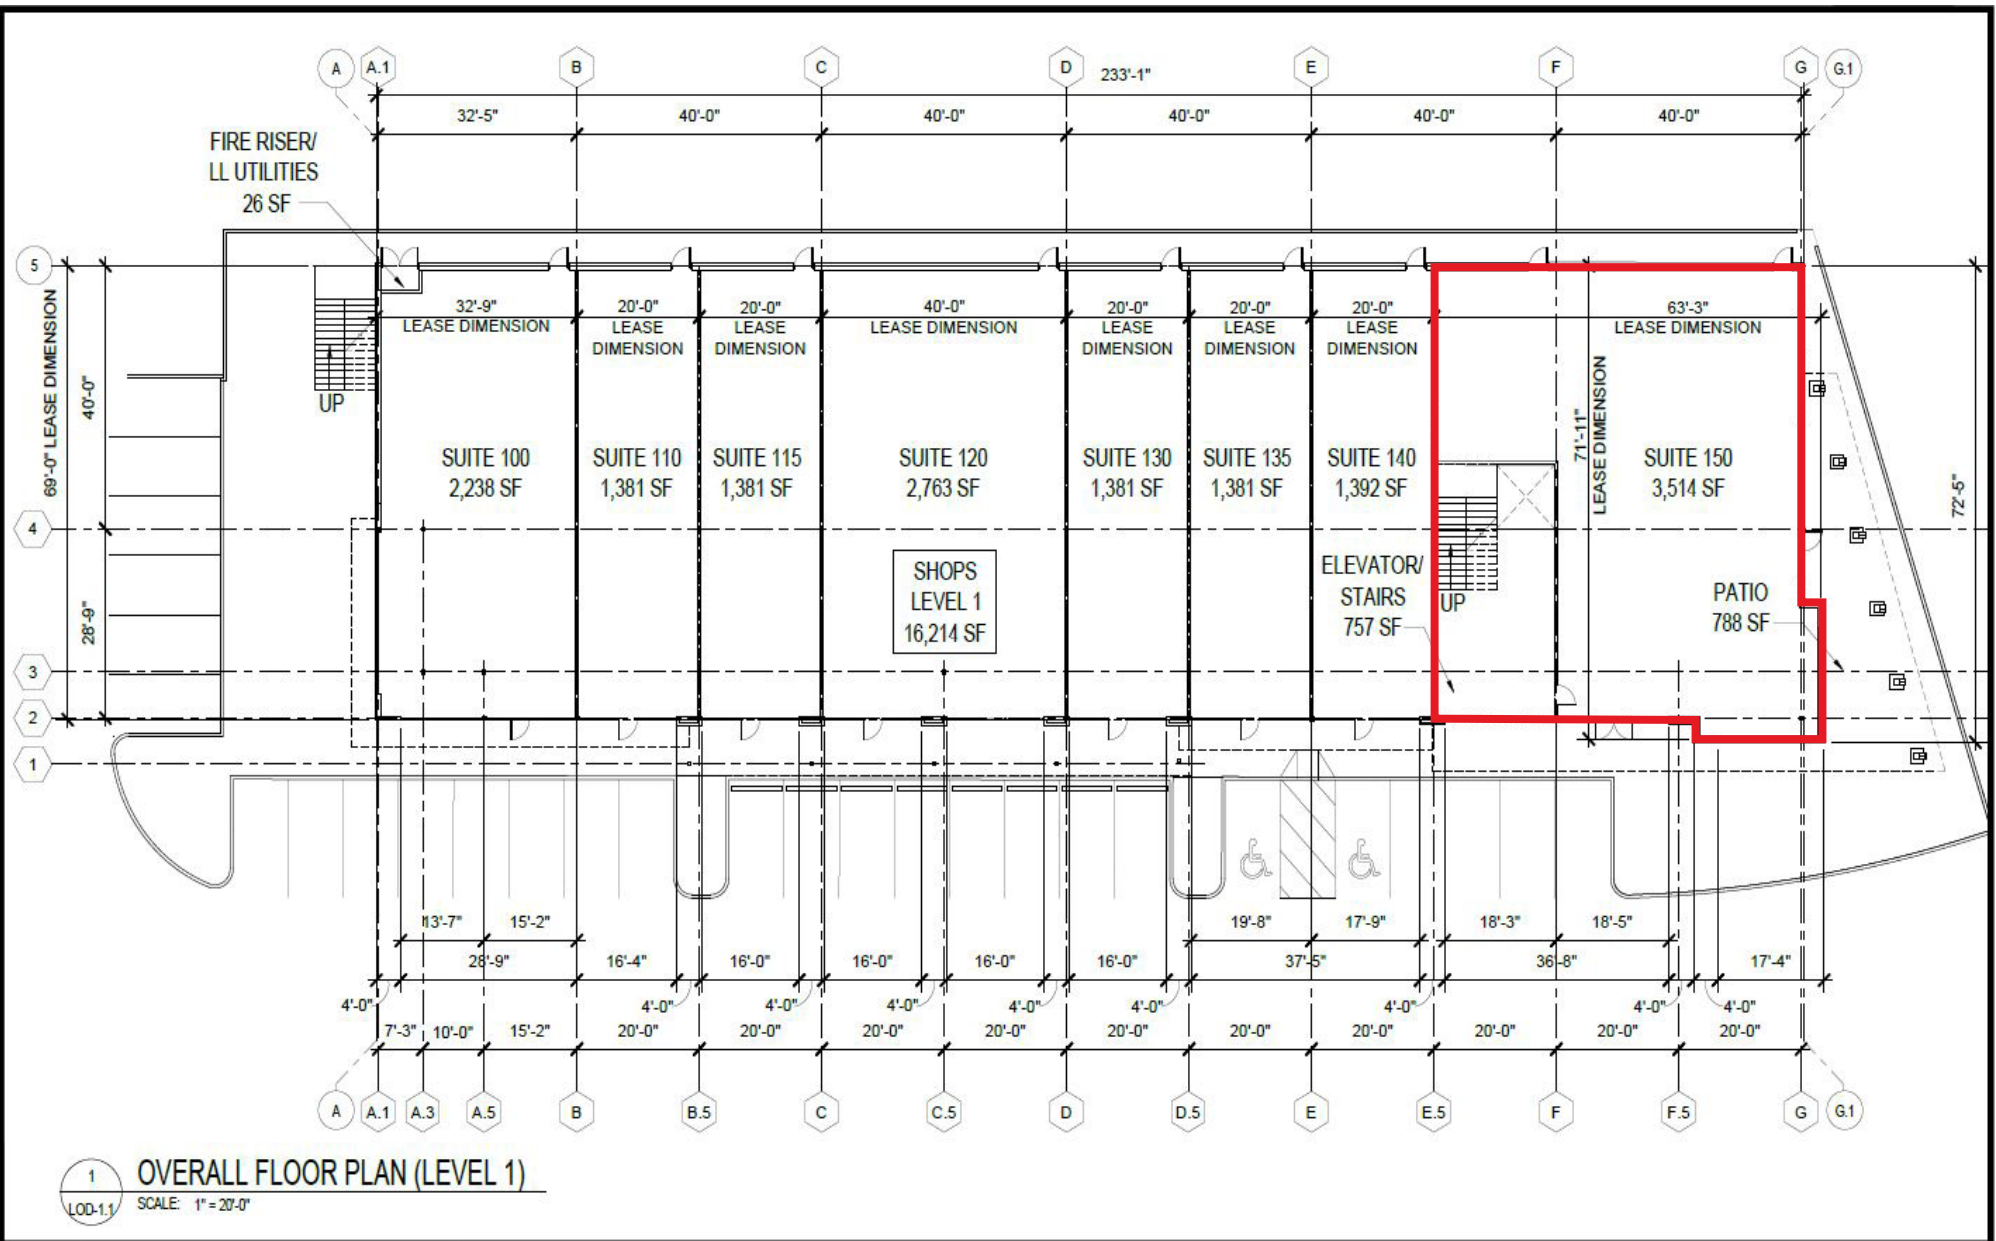 A
A.1
B
C
D
233'-1"
E
F
G
G.1
32'-5"
40'-0"
40'-0"
40'-0"
40'-0"
40'-0"
FIRE RISER/
LL UTILITIES
26 SF
5
69'-0" LEASE DIMENSION
40'-0"
28'-9"
32'-9"
LEASE DIMENSION
20'-0"
LEASE
DIMENSION
20'-0"
LEASE
DIMENSION
40'-0"
LEASE DIMENSION
20'-0"
LEASE
DIMENSION
20'-0"
LEASE
DIMENSION
20'-0"
LEASE
DIMENSION
63'-3"
LEASE DIMENSION
71'-11"
LEASE DIMENSION
72'-5"
UP
SUITE 100
2,238 SF
SUITE 110
1,381 SF
SUITE 115
1,381 SF
SUITE 120
2,763 SF
SUITE 130
1,381 SF
SUITE 135
1,381 SF
SUITE 140
1,392 SF
SUITE 150
3,514 SF
4
SHOPS
LEVEL 1
16,214 SF
ELEVATOR/
STAIRS
757 SF
UP
PATIO
788 SF
3
2
1
13'-7"
15'-2"
19'-8"
17'-9"
18'-3"
18'-5"
28'-9"
16'-4"
16'-0"
16'-0"
16'-0"
16'-0"
37'-5"
36'-8"
17'-4"
4'-0"
4'-0"
4'-0"
4'-0"
4'-0"
4'-0"
4'-0"
4'-0"
4'-0"
7'-3"
10'-0"
15'-2"
20'-0"
20'-0"
20'-0"
20'-0"
20'-0"
20'-0"
20'-0"
20'-0"
20'-0"
20'-0"
A
A.1
A.3
A.5
B
B.5
C
C.5
D
D.5
E
E.5
F
F.5
G
G.1
1
LOD-1.1
OVERALL FLOOR PLAN (LEVEL 1)
SCALE: 1" = 20'-0"